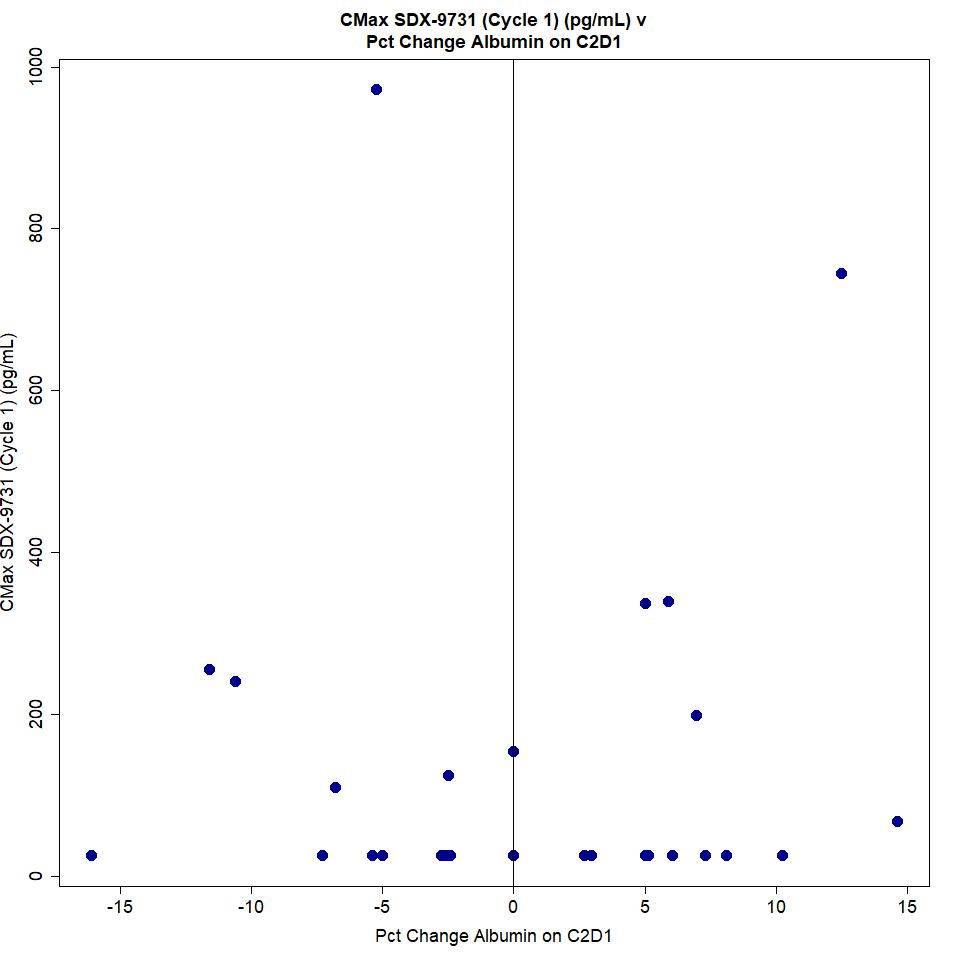 CMax SDX-9731 (Cycle 1) (pg/mL) v
Pct Change Albumin on C2D1
CMax SDX-9731 (Cycle 1) (pg/mL)
1000
800
600
400
200
0
-15 -10 -5 0 5 10 15
Pct Change Albumin on C2D1